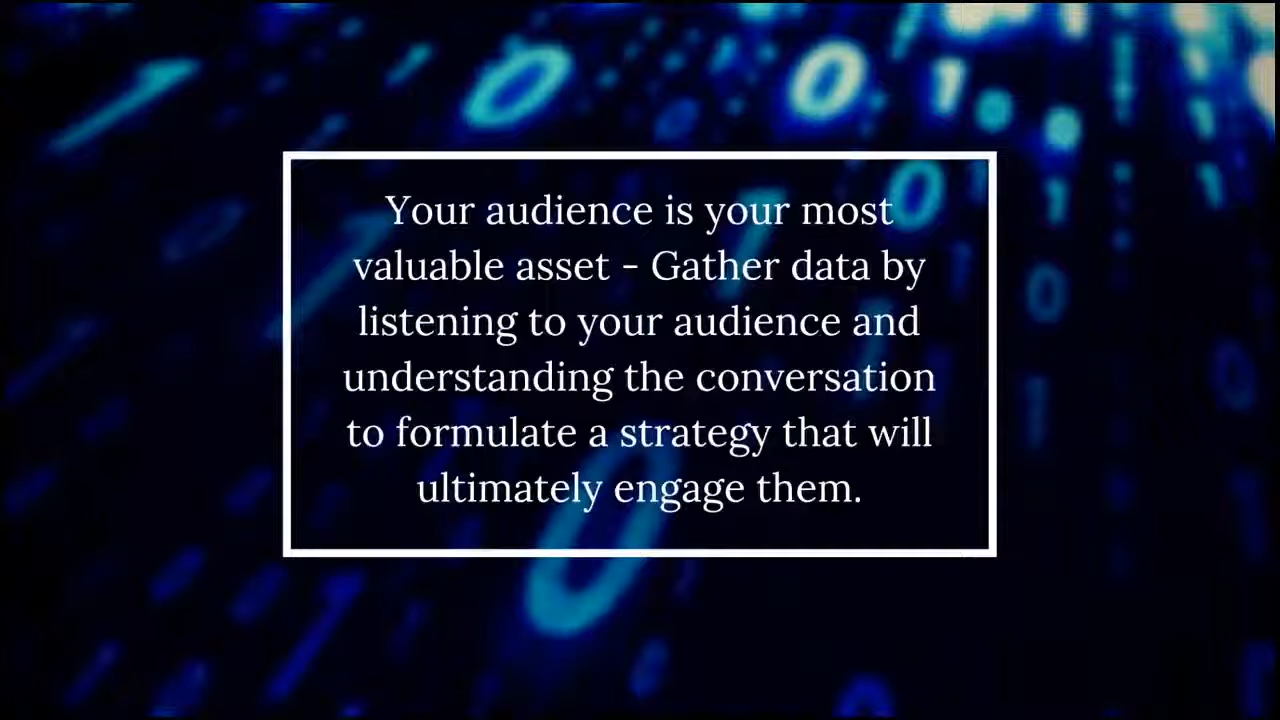 Your audience is your most
valuable asset - Gather data by
listening to your audience and
understanding the conversation
to formulate a strategy that will
ultimately engage them.